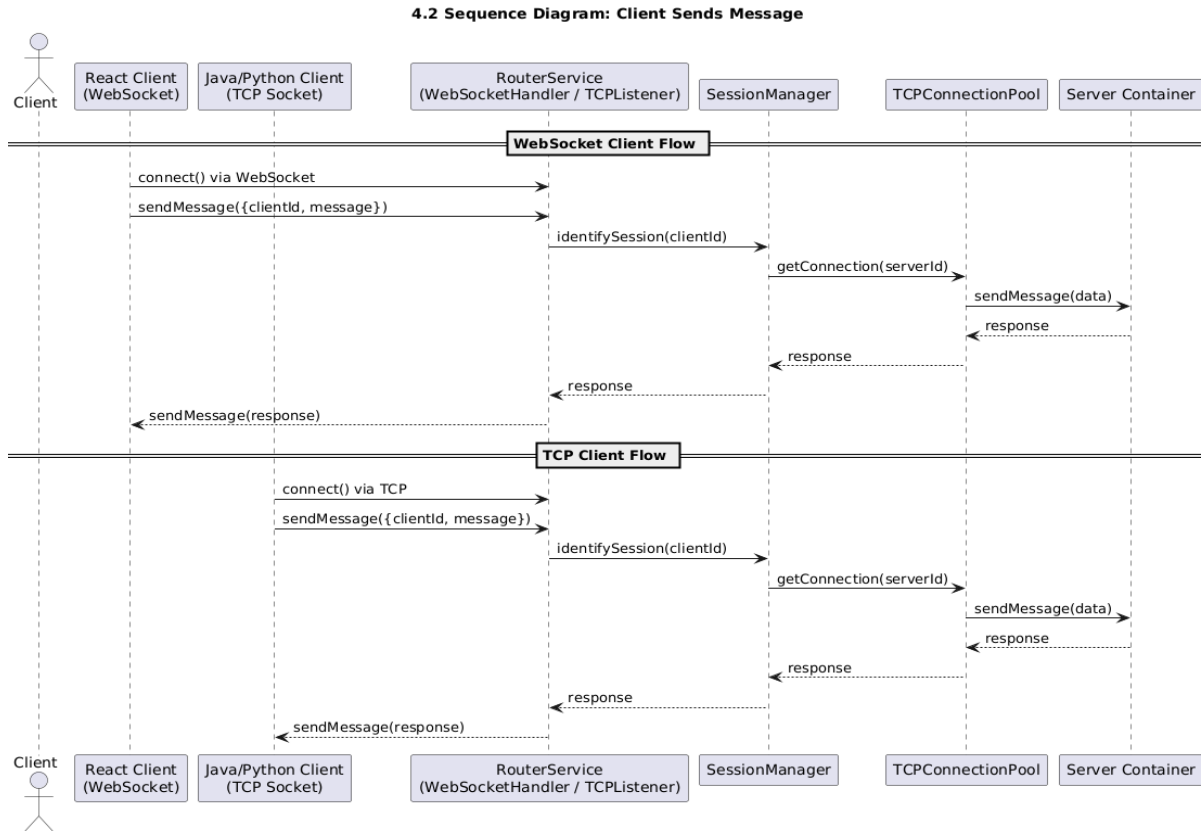 4.2 Sequence Diagram: Client Sends Message
Client
React Client
(WebSocket)
Java/Python Client
(TCP Socket)
RouterService
(WebSocketHandler / TCPListener)
SessionManager
TCPConnectionPool
Server Container
WebSocket Client Flow
connect() via WebSocket
sendMessage({clientId, message})
identifySession(clientId)
getConnection(serverId)
sendMessage(data)
response
response
response
sendMessage(response)
TCP Client Flow
connect() via TCP
sendMessage({clientId, message})
identifySession(clientId)
getConnection(serverId)
sendMessage(data)
response
response
response
sendMessage(response)
Client
React Client
(WebSocket)
Java/Python Client
(TCP Socket)
RouterService
(WebSocketHandler / TCPListener)
SessionManager
TCPConnectionPool
Server Container